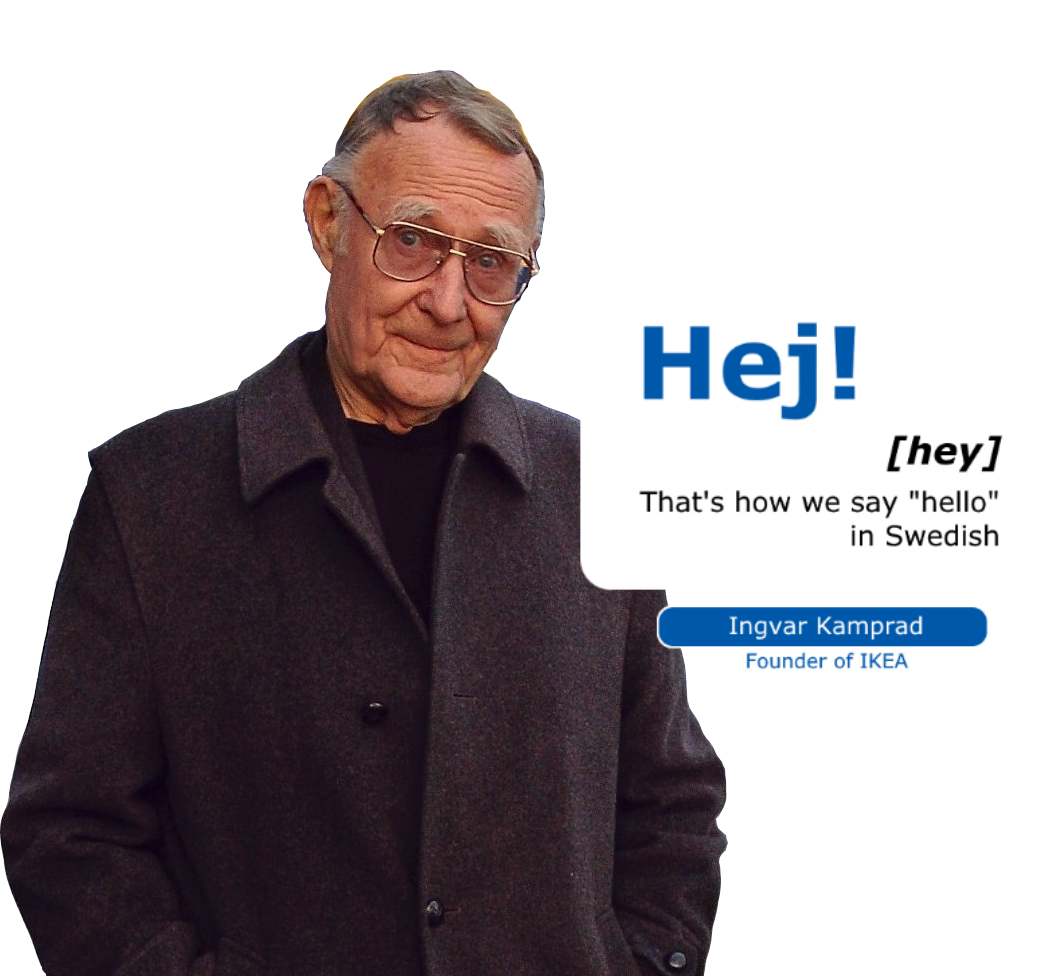 Hej!
[hey]
That's how we say "hello"
in Swedish
Ingvar Kamprad
Founder of IKEA